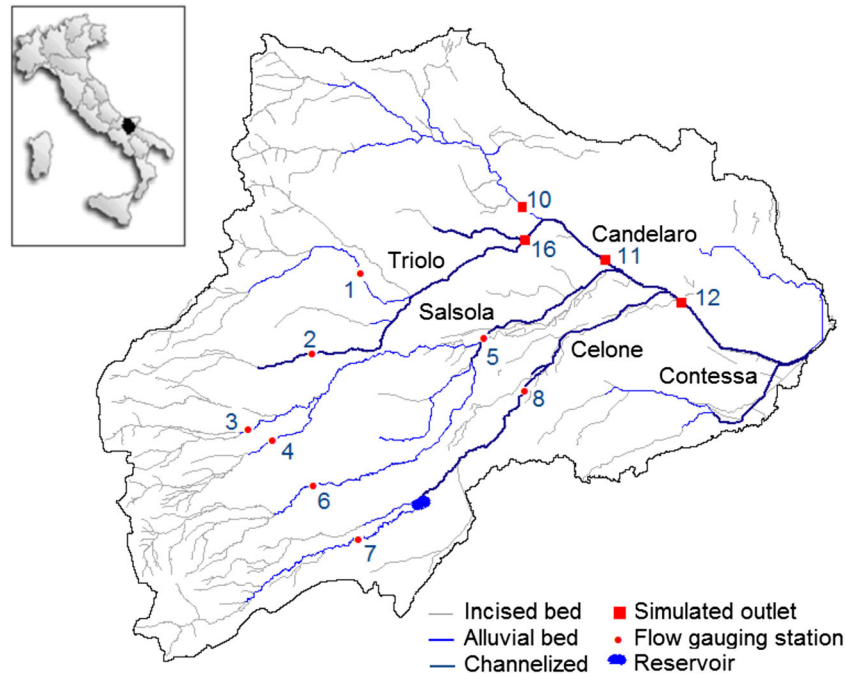 10
Candelaro
16
11
Triolo
1
12
Salsola
2
5
Celone
Contessa
8
3
4
6
7
Incised bed
Simulated outlet
Alluvial bed
Flow gauging station
Channelized
Reservoir